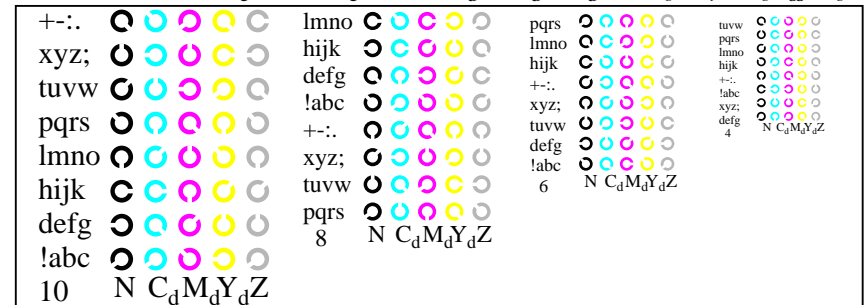 +-:.
xyz;
tuvw
pqrs
lmno
hijk
defg
!abc
10 N CdMdYdZ
lmno
hijk
defg
!abc
+-:.
xyz;
tuvw
pqrs
8 N CdMdYdZ
pqrs
lmno
hijk
+-:.
xyz;
tuvw
defg
!abc
6 N CdMdYdZ
tuvw
pqrs
lmno
hijk
+-:.
!abc
xyz;
defg
4 N CdMdYdZ